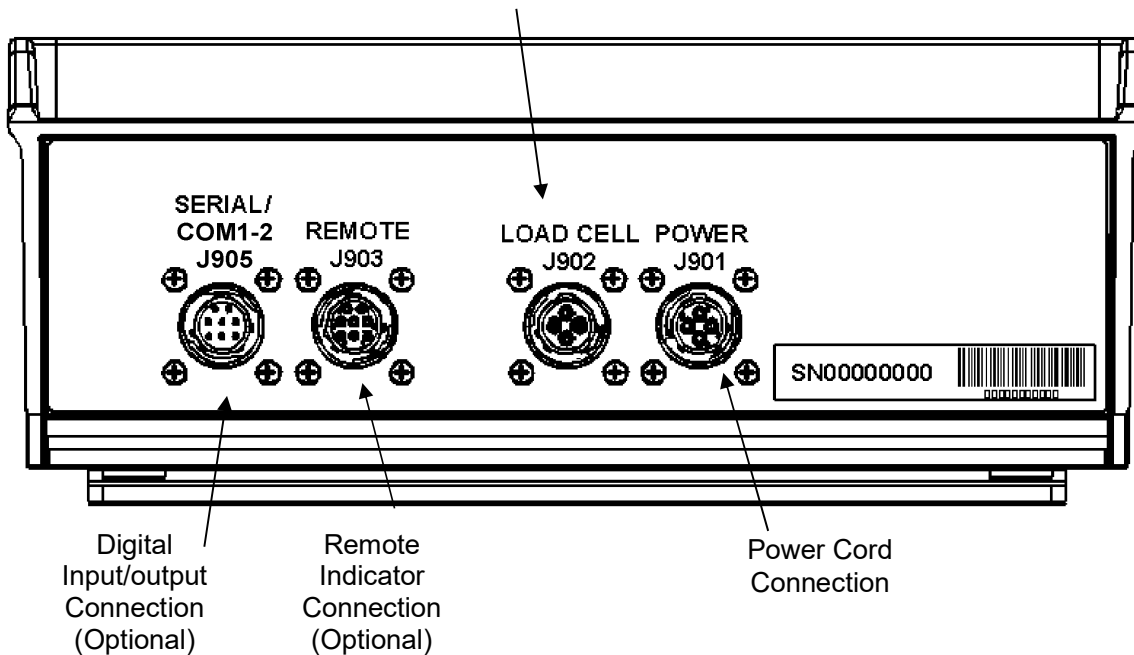 SERIAL/
COM1-2
J905
REMOTE
J903
LOAD CELL
J902
POWER
J901
SN00000000
0000000000
Digital
Input/output
Connection
(Optional)
Remote
Indicator
Connection
(Optional)
Power Cord
Connection